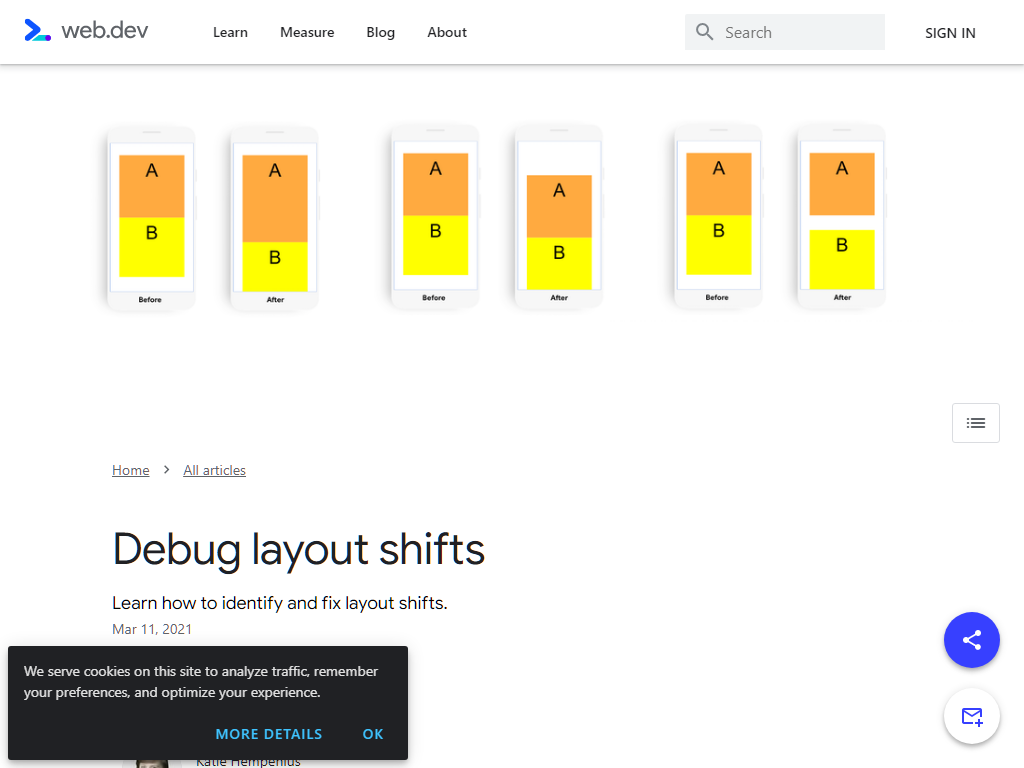 web.dev
Learn Measure Blog About
Search
SIGN IN
A A A A A A
B B B B B B
Before After Before After Before After
Home All articles
Debug layout shifts
Learn how to identify and fix layout shifts.
Mar 11, 2021
We serve cookies on this site to analyze traffic, remember
your preferences, and optimize your experience.
MORE DETAILS OK
Katie Hempenius